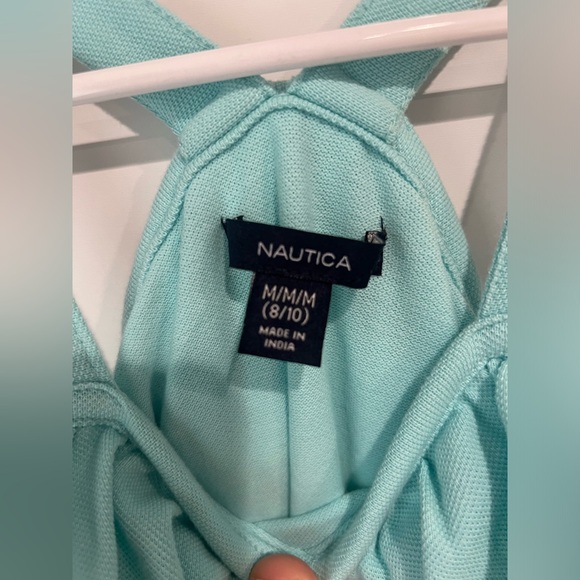 NAUTICA
M/M/M
(8/10)
MADE IN
INDIA